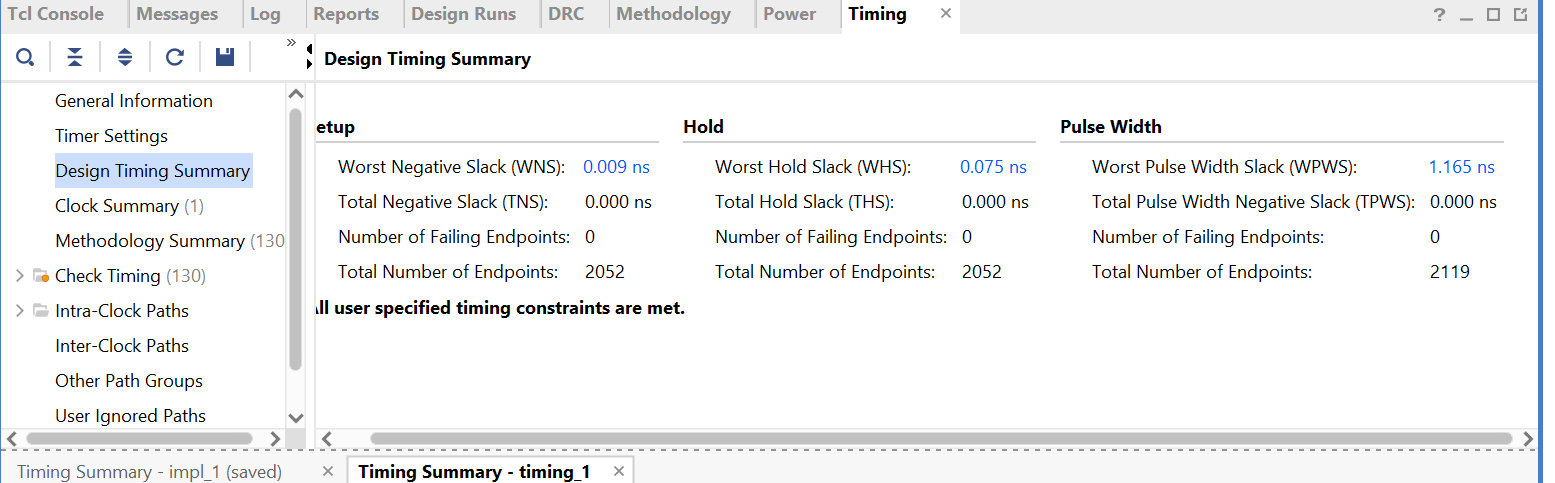 Tcl Console Messages Log Reports Design Runs DRC Methodology Power Timing
Design Timing Summary
General Information
Timer Settings
Design Timing Summary
Clock Summary (1)
Methodology Summary (130
Check Timing (130)
Intra-Clock Paths
Inter-Clock Paths
Other Path Groups
User Ignored Paths
etup Hold Pulse Width
Worst Negative Slack (WNS): 0.009 ns Worst Hold Slack (WHS): 0.075 ns Worst Pulse Width Slack (WPWS): 1.165 ns
Total Negative Slack (TNS): 0.000 ns Total Hold Slack (THS): 0.000 ns Total Pulse Width Negative Slack (TPWS): 0.000 ns
Number of Failing Endpoints: 0 Number of Failing Endpoints: 0 Number of Failing Endpoints: 0
Total Number of Endpoints: 2052 Total Number of Endpoints: 2052 Total Number of Endpoints: 2119
All user specified timing constraints are met.
Timing Summary - impl_1 (saved) Timing Summary - timing_1